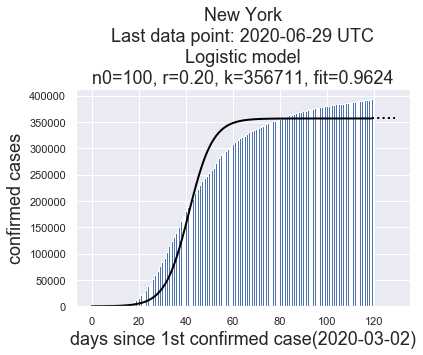 New York
Last data point: 2020-06-29 UTC
Logistic model
n0=100, r=0.20, k=356711, fit=0.9624
400000
350000
300000
250000
200000
150000
100000
50000
0
confirmed cases
0 20 40 60 80 100 120
days since 1st confirmed case(2020-03-02)